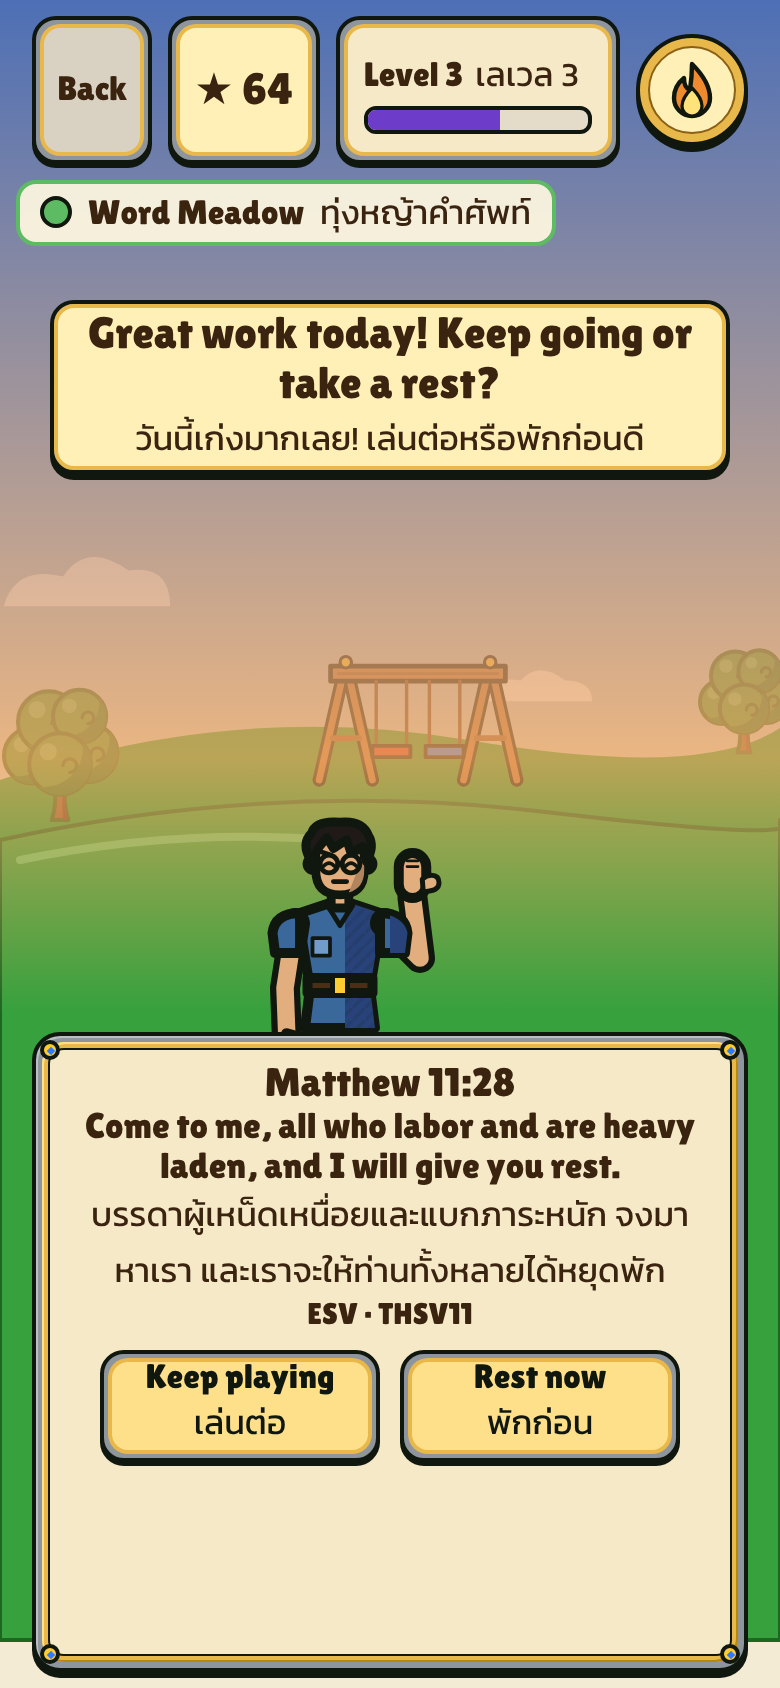 Back
★ 64
Level 3 เลเวล 3
Word Meadow ทุ่งหญ้าคำศัพท์
Great work today! Keep going or
take a rest?
วันนี้เก่งมากเลย! เล่นต่อหรือพักก่อนดี
Matthew 11:28
Come to me, all who labor and are heavy
laden, and I will give you rest.
บรรดาผู้เหน็ดเหนื่อยและแบกภาระหนัก จงมา
หาเรา และเราจะให้ท่านทั้งหลายได้หยุดพัก
ESV · THSV11
Keep playing
เล่นต่อ
Rest now
พักก่อน